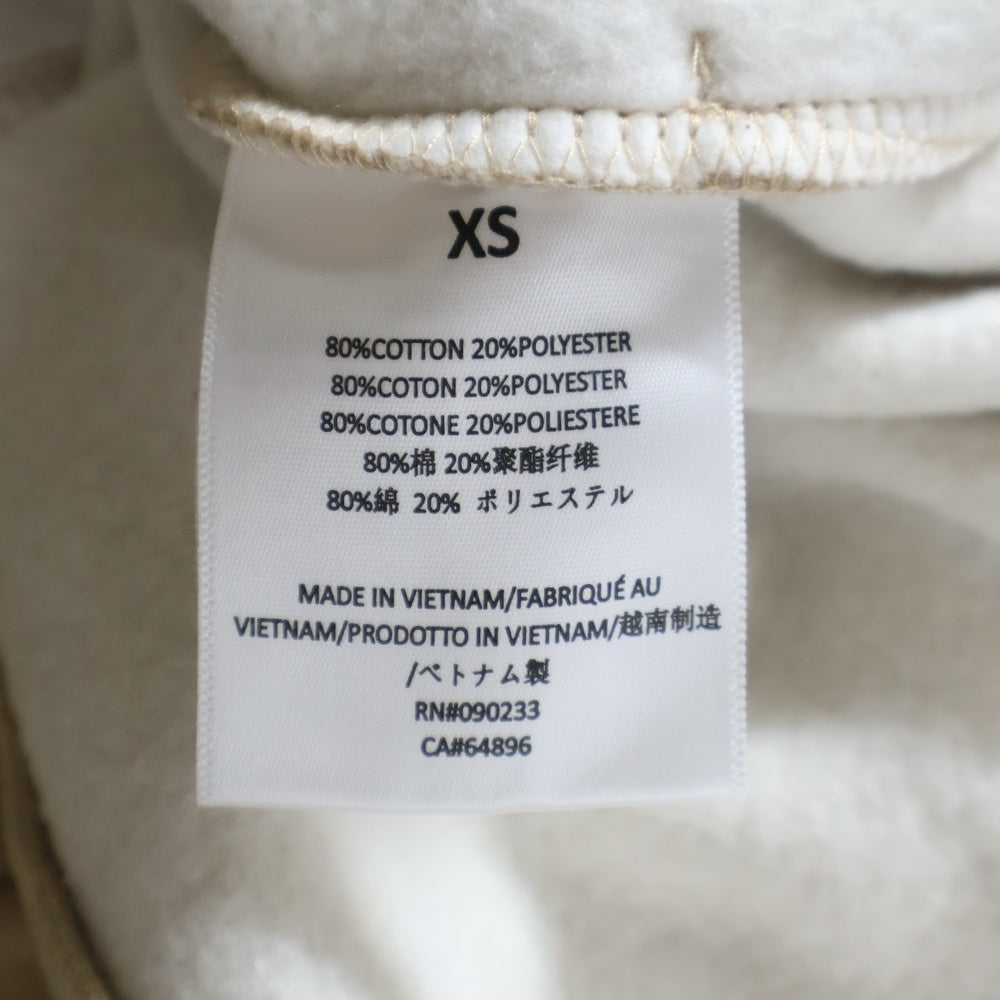 XS
80%COTTON 20%POLYESTER
80%COTON 20%POLYESTER
80%COTONE 20%POLIESTERE
80%棉 20%聚酯纤维
80%綿 20% ポリエステル
MADE IN VIETNAM/FABRIQUÉ AU
VIETNAM/PRODOTTO IN VIETNAM/越南制造
/ベトナム製
RN#090233
CA#64896